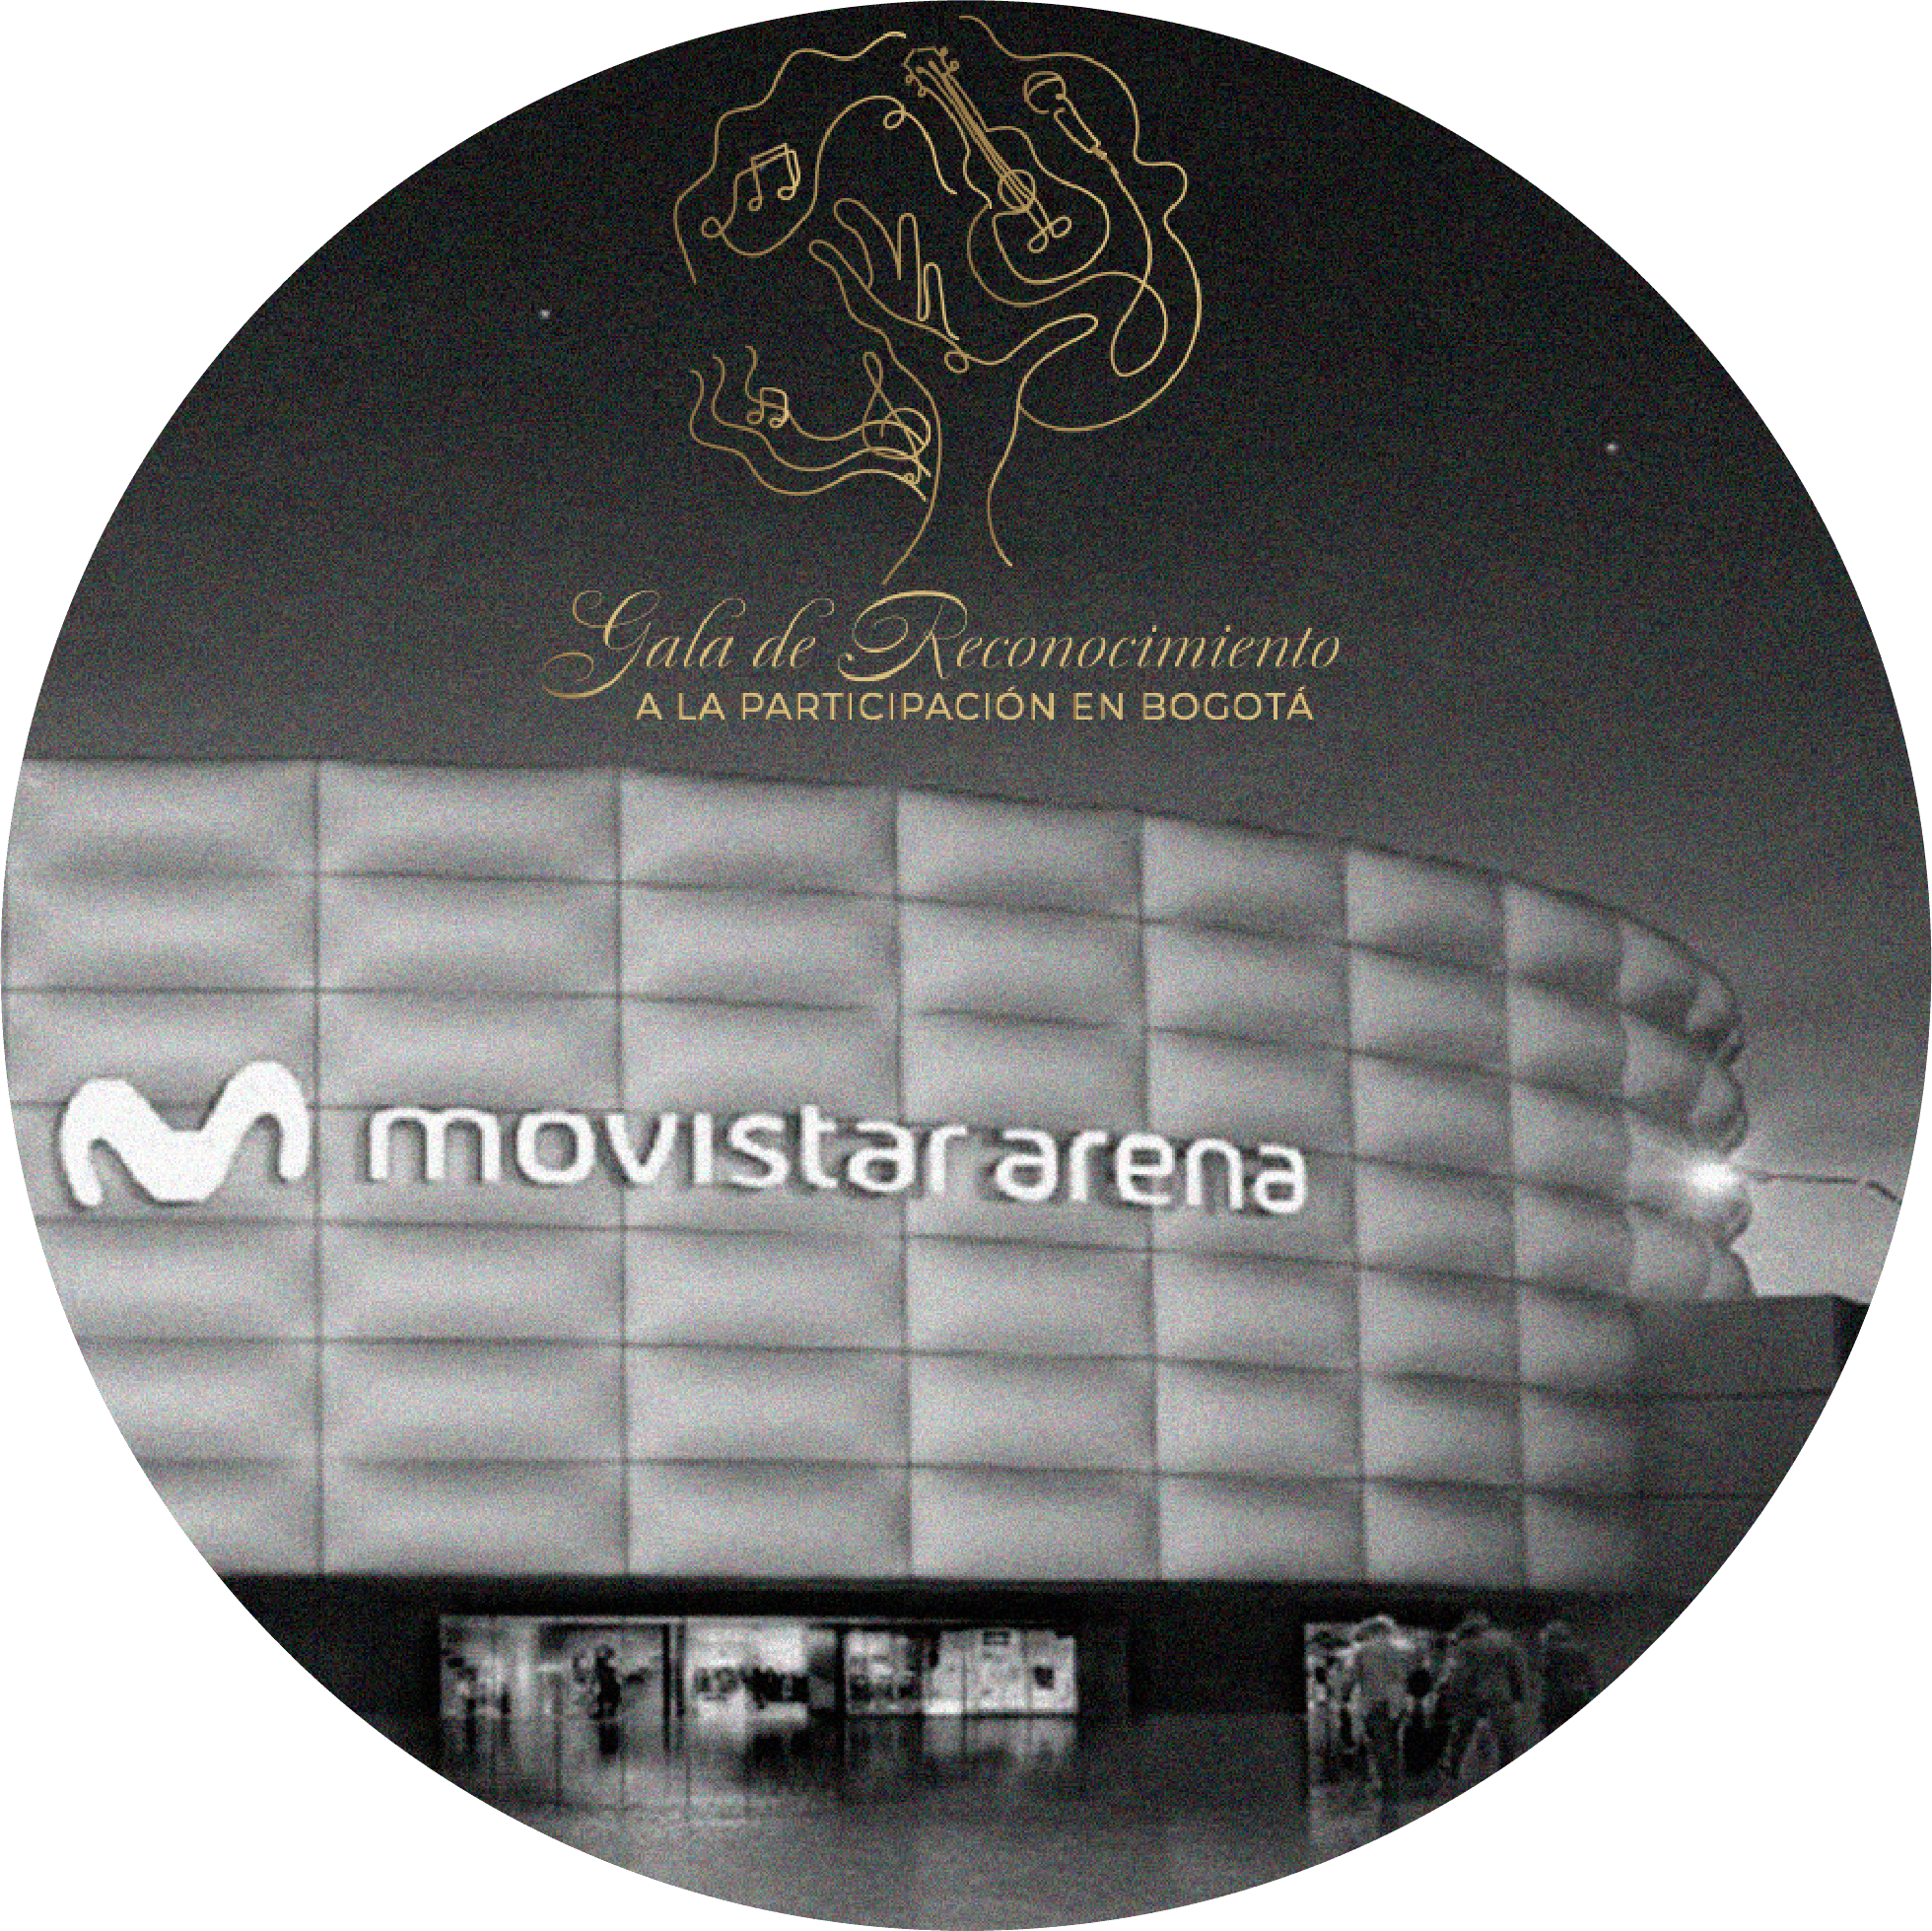 Gala de Reconocimiento
A LA PARTICIPACIÓN EN BOGOTÁ
movistar arena